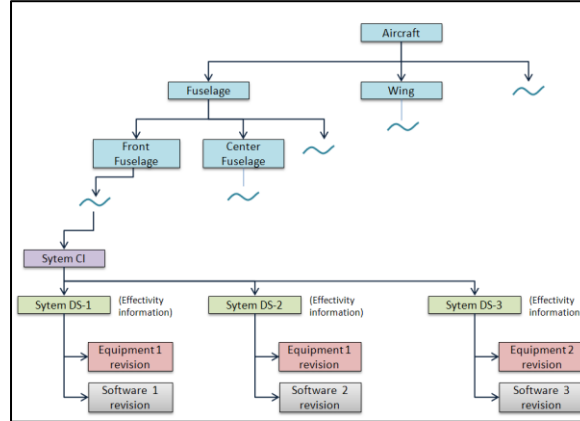 Aircraft
Fuselage
Wing
Front
Fuselage
Center
Fuselage
Sytem CI
Sytem DS-1
(Effectivity
information)
Sytem DS-2
(Effectivity
information)
Sytem DS-3
(Effectivity
information)
Equipment 1
revision
Equipment 1
revision
Equipment 2
revision
Software 1
revision
Software 2
revision
Software 3
revision